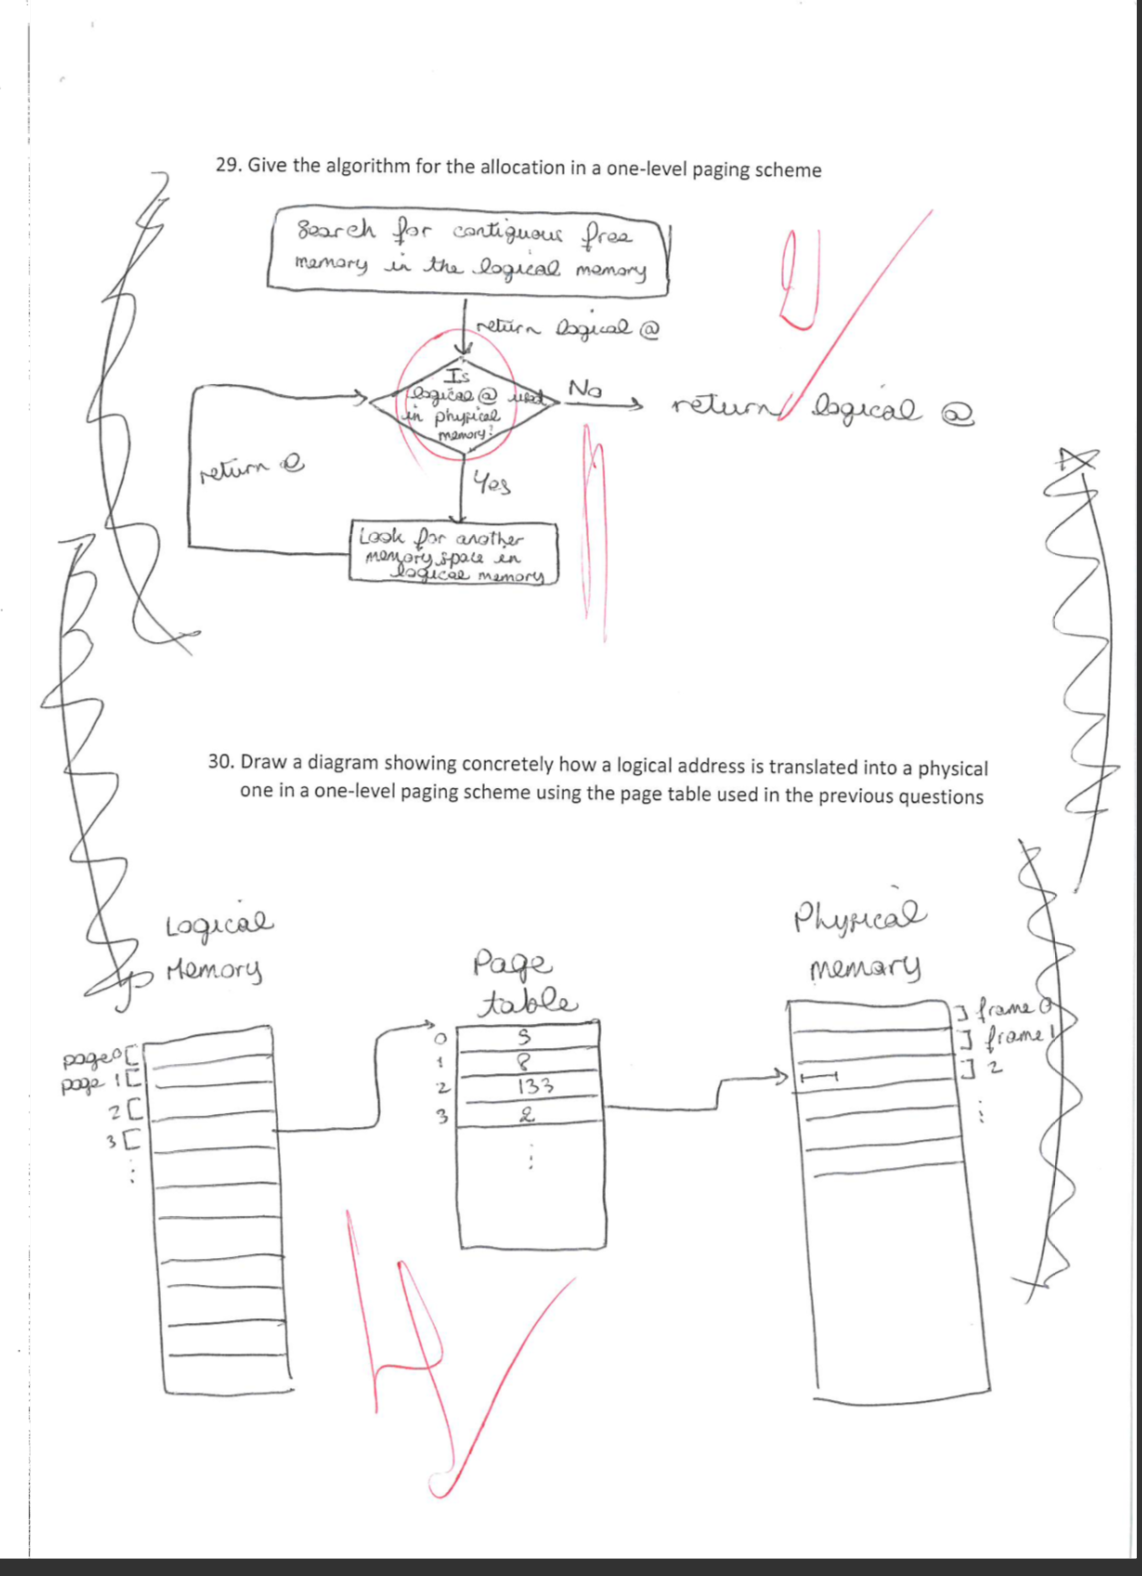 29. Give the algorithm for the allocation in a one-level paging scheme
Search for contiguous free
memory in the logical memory
return logical @
Is
logical @ used
in physical
memory?
No
return logical @
return @
Yes
Look for another
memory space in
logical memory
30. Draw a diagram showing concretely how a logical address is translated into a physical
one in a one-level paging scheme using the page table used in the previous questions
Logical
Memory
Page
table
Physical
memory
page 0
page 1
2
3
⋮
0 5
1 8
2 133
3 2
⋮
frame 0
frame 1
2
⋮